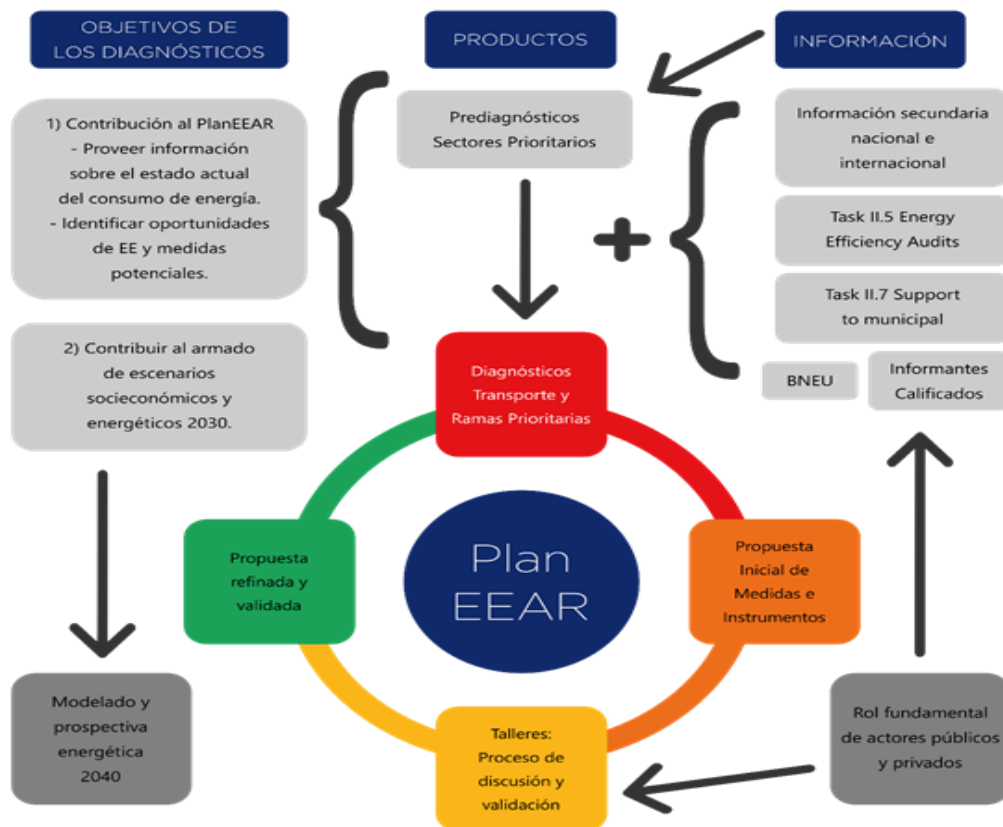 OBJETIVOS DE
LOS DIAGNÓSTICOS
1) Contribución al PlanEEAR
- Proveer información
sobre el estado actual
del consumo de energía.
- Identificar oportunidades
de EE y medidas
potenciales.
2) Contribuir al armado
de escenarios
socieconómicos y
energéticos 2030.
Modelado y
prospectiva
energética
2040
PRODUCTOS
Prediagnósticos
Sectores Prioritarios
+
INFORMACIÓN
Información secundaria
nacional e
internacional
Task II.5 Energy
Efficiency Audits
Task II.7 Support
to municipal
BNEU
Informantes
Calificados
Rol fundamental
de actores públicos
y privados
Diagnósticos
Transporte y
Ramas Prioritarias
Propuesta
Inicial de
Medidas e
Instrumentos
Talleres:
Proceso de
discusión y
validación
Propuesta
refinada y
validada
Plan
EEAR